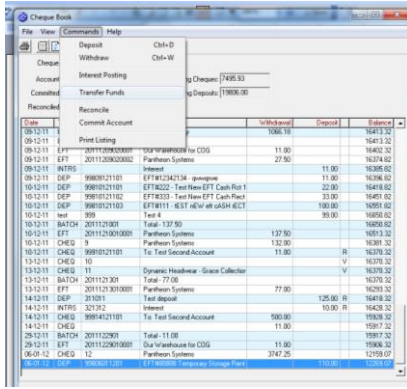 Cheque Book
File View Commands Help
Deposit Ctrl+D
Withdraw Ctrl+W
Interest Posting
Transfer Funds
Reconcile
Commit Account
Print Listing
Cheque
Account ng Cheques: 7495.93
Committed ng Deposits: 19806.00
Reconciled
Date Withdrawal Deposit Balance
09-12-11 1066.18 16413.32
09-12-11 16413.32
09-12-11 EFT 20111209020001 Our Warehouse for COG 11.00 16402.32
09-12-11 EFT 20111209020002 Pantheon Systems 27.50 16374.82
09-12-11 INTRS Interest 11.00 16385.82
09-12-11 DEP 99809121101 EFT#12342134 - 11.00 16396.82
09-12-11 DEP 99810121101 EFT#222 - Test New EFT Cash Rct 1 22.00 16418.82
09-12-11 DEP 99810121102 EFT#333 - Test New EFT Cash Rect 33.00 16451.82
09-12-11 DEP 99810121103 EFT#111 - tEST nEW eft cASH rECT 100.00 16551.82
10-12-11 test 999 Test 4 99.00 16650.82
10-12-11 BATCH 2011121001 Total - 137.50 16650.82
10-12-11 EFT 20111210010001 Pantheon Systems 137.50 16513.32
10-12-11 CHEQ 9 Pantheon Systems 132.00 16381.32
10-12-11 CHEQ 99910121101 To: Test Second Account 11.00 R 16370.32
13-12-11 CHEQ 10 V 16370.32
13-12-11 CHEQ 11 Dynamic Headwear - Grace Collection V 16370.32
13-12-11 BATCH 2011121301 Total - 77.00 16370.32
13-12-11 EFT 20111213010001 Pantheon Systems 77.00 16293.32
14-12-11 DEP 311011 Test deposit 125.00 R 16418.32
14-12-11 INTRS 321312 Interest 10.00 R 16428.32
14-12-11 CHEQ 99914121101 To: Test Second Account 500.00 15928.32
14-12-11 CHEQ 11.00 15917.32
29-12-11 BATCH 2011122901 Total - 11.00 15917.32
29-12-11 EFT 20111229010001 Our Warehouse for COG 11.00 15906.32
06-01-12 CHEQ 12 Pantheon Systems 3747.25 12159.07
06-01-12 DEP 99806011201 EFT#88888 Temporary Storage Rent 110.00 12269.07